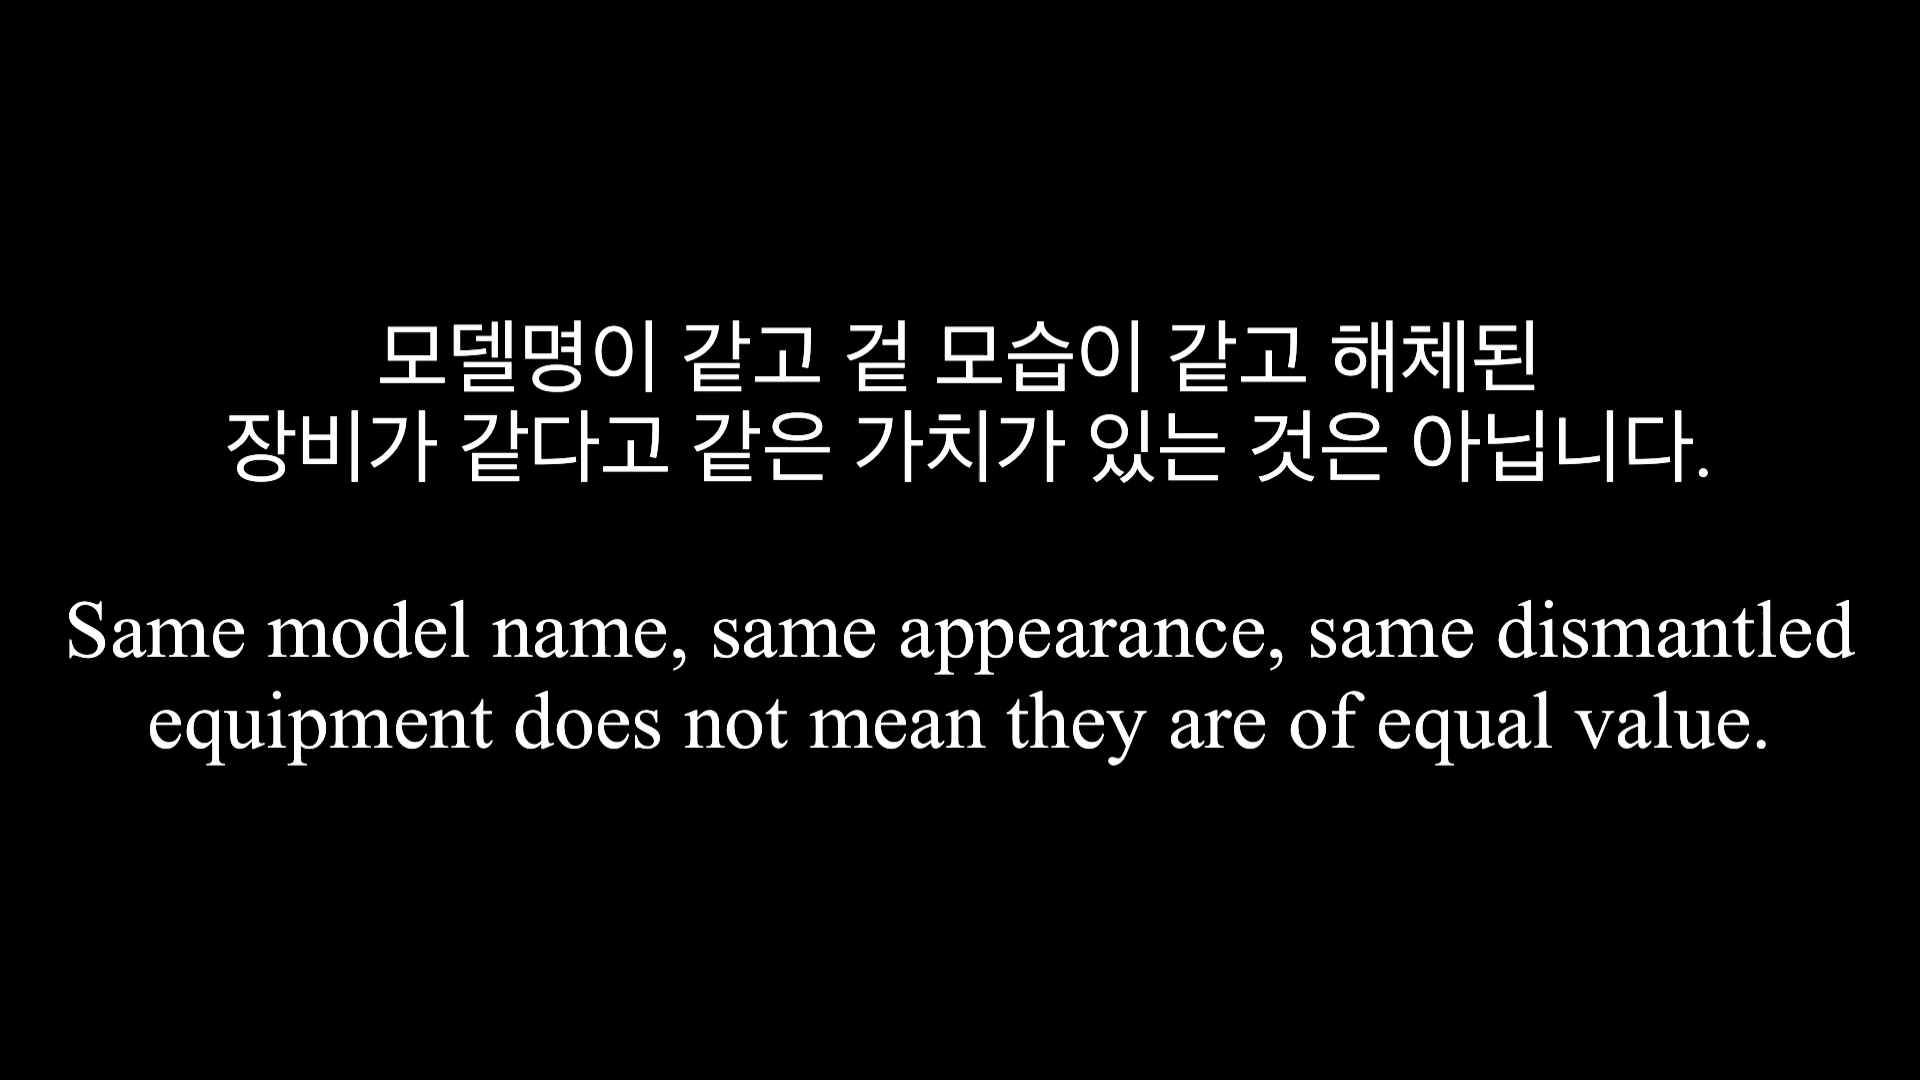 모델명이 같고 겉 모습이 같고 해체된
장비가 같다고 같은 가치가 있는 것은 아닙니다.
Same model name, same appearance, same dismantled
equipment does not mean they are of equal value.